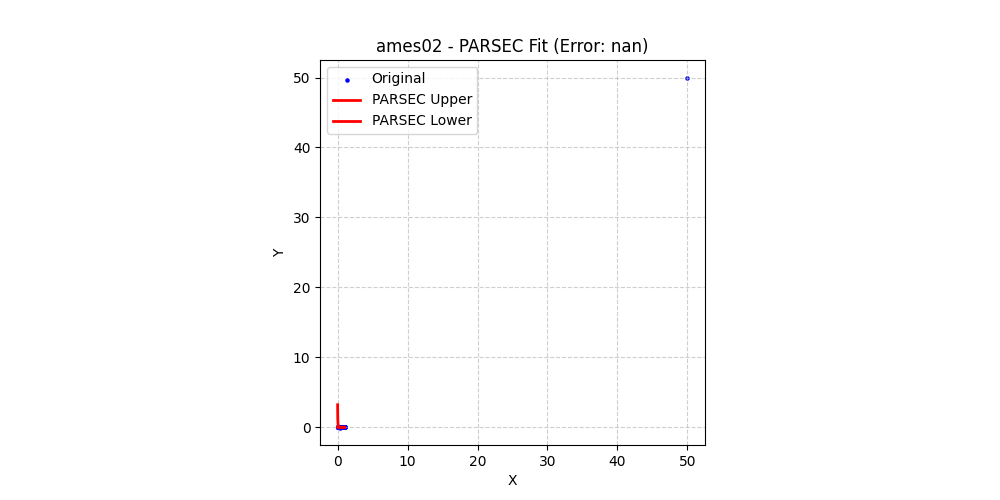 ames02 - PARSEC Fit (Error: nan)
Original
PARSEC Upper
PARSEC Lower
50
40
30
20
10
0
Y
0 10 20 30 40 50
X